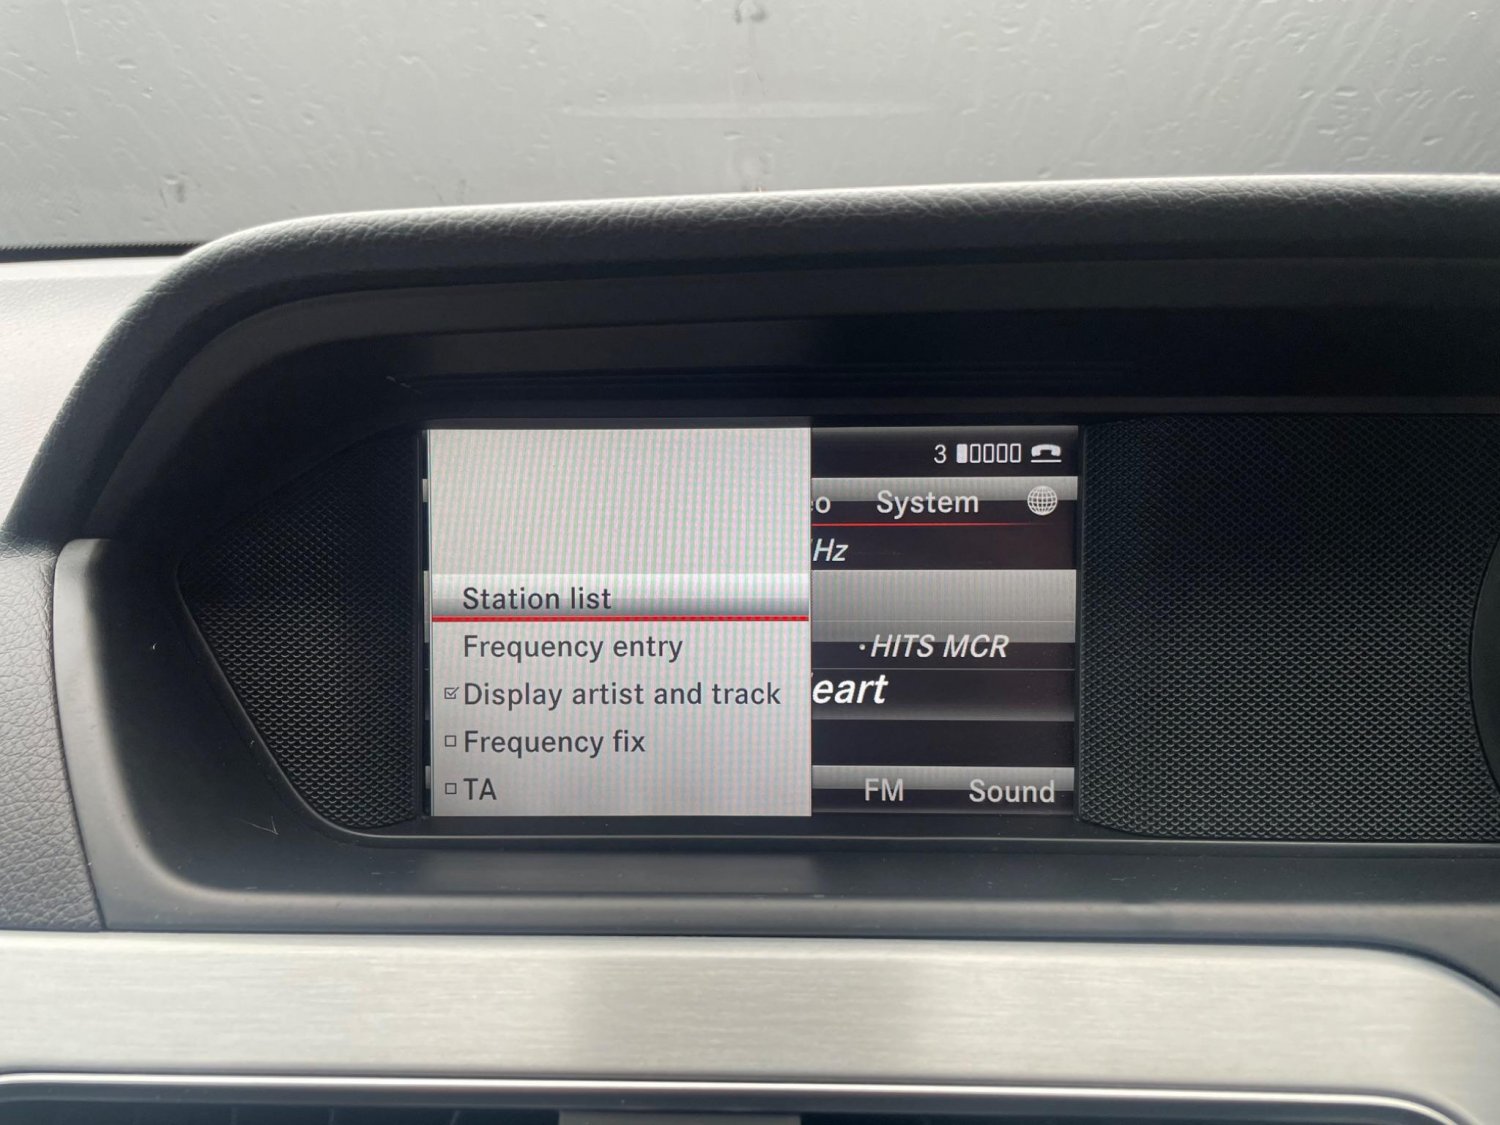 3
System
Hz
Station list
Frequency entry
·HITS MCR
Display artist and track
eart
Frequency fix
TA
FM
Sound